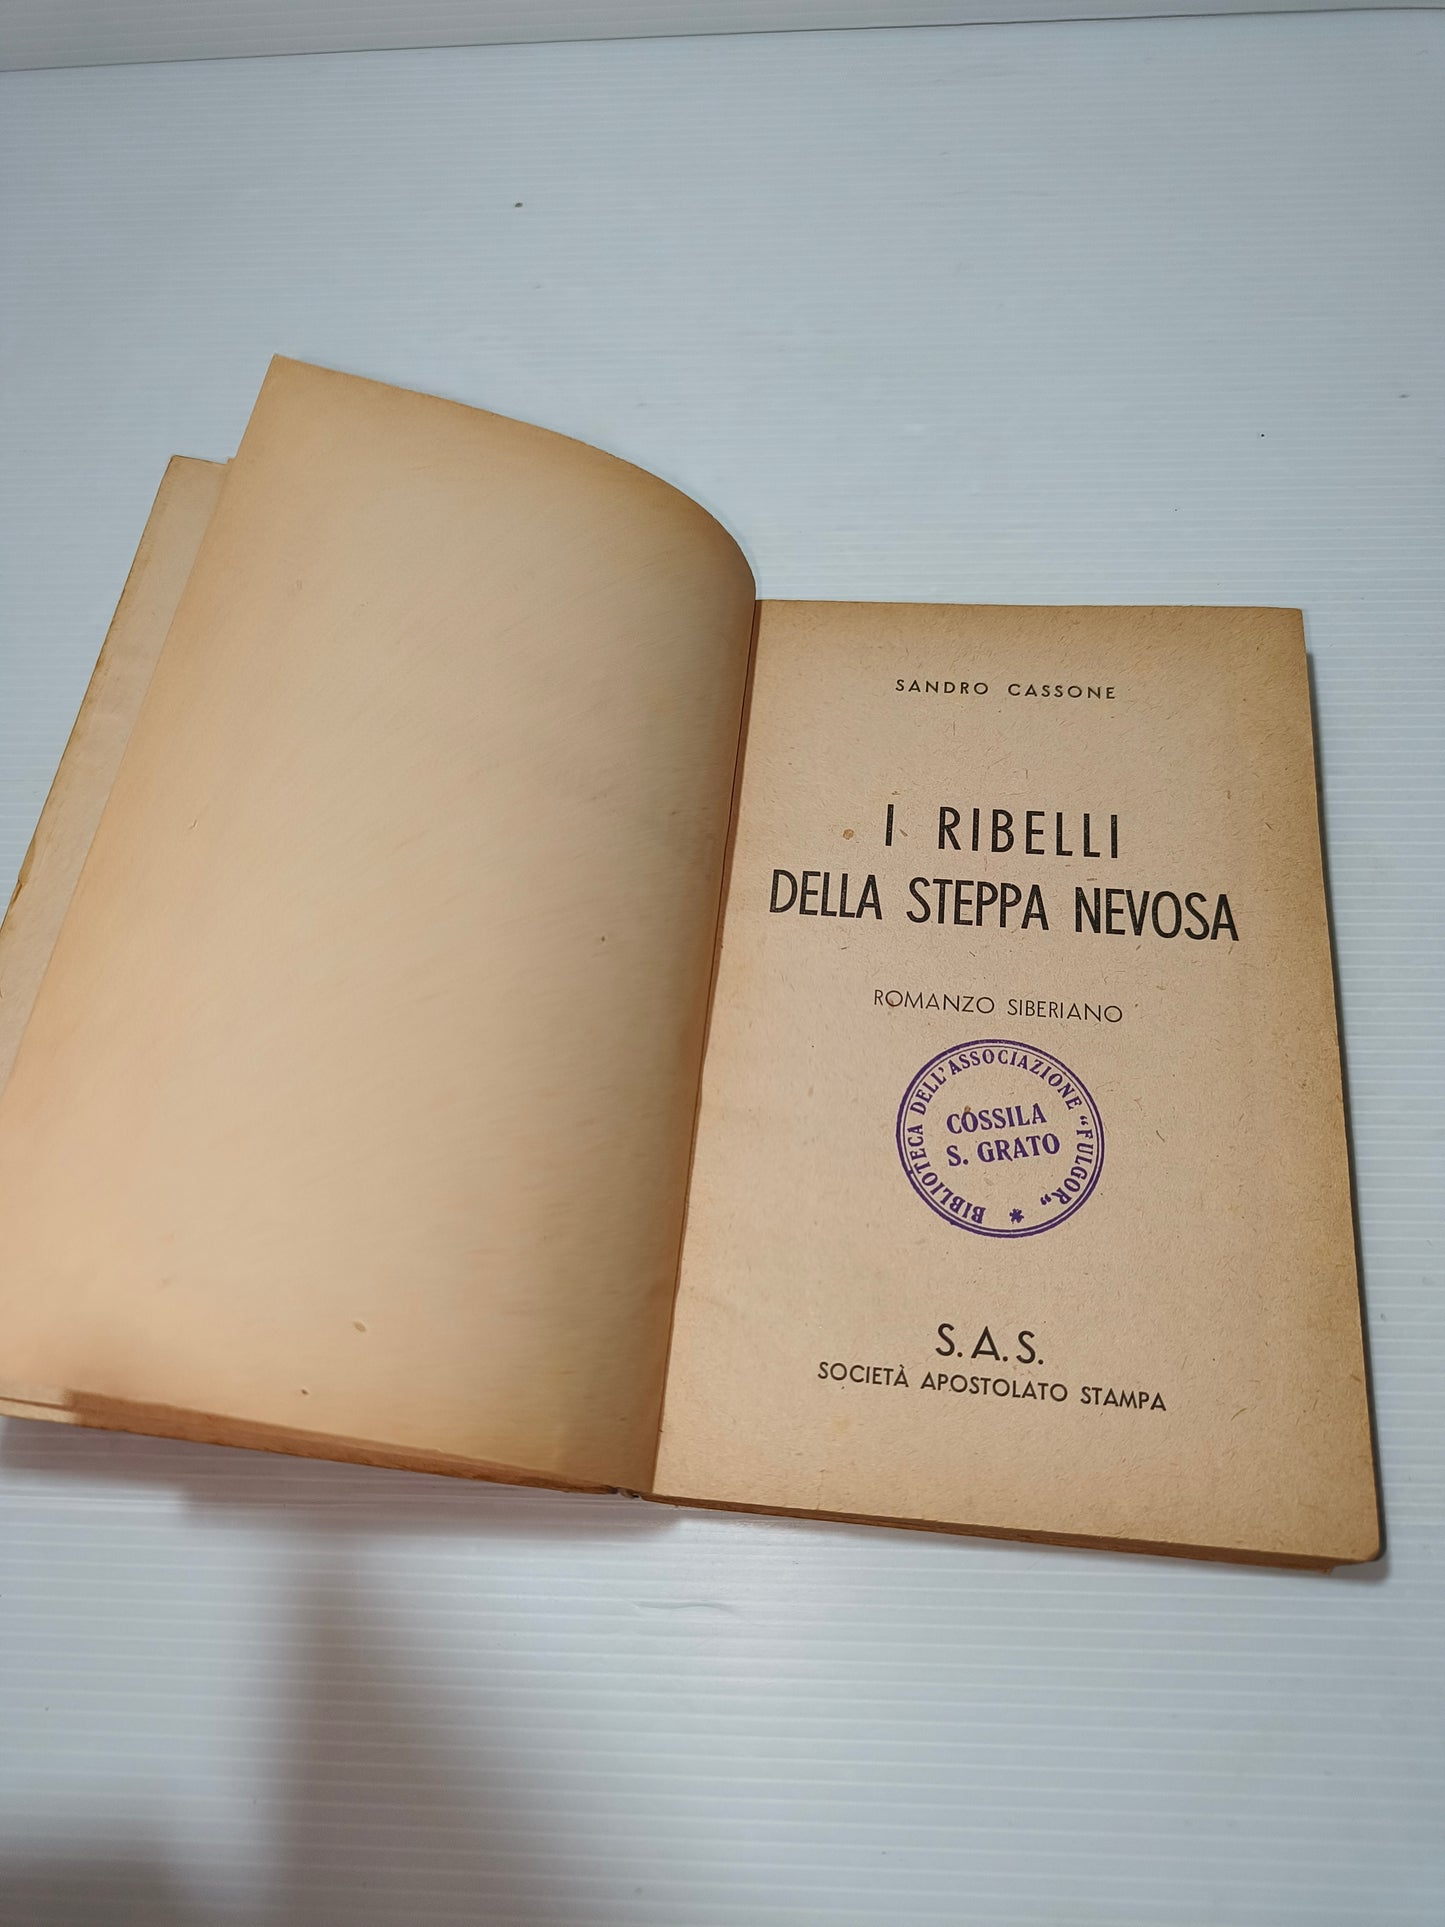 SANDRO CASSONE
I RIBELLI
DELLA STEPPA NEVOSA
ROMANZO SIBERIANO
BIBLIOTECA DELL'ASSOCIAZIONE “FULGOR„ *
COSSILA
S. GRATO
S. A. S.
SOCIETÀ APOSTOLATO STAMPA